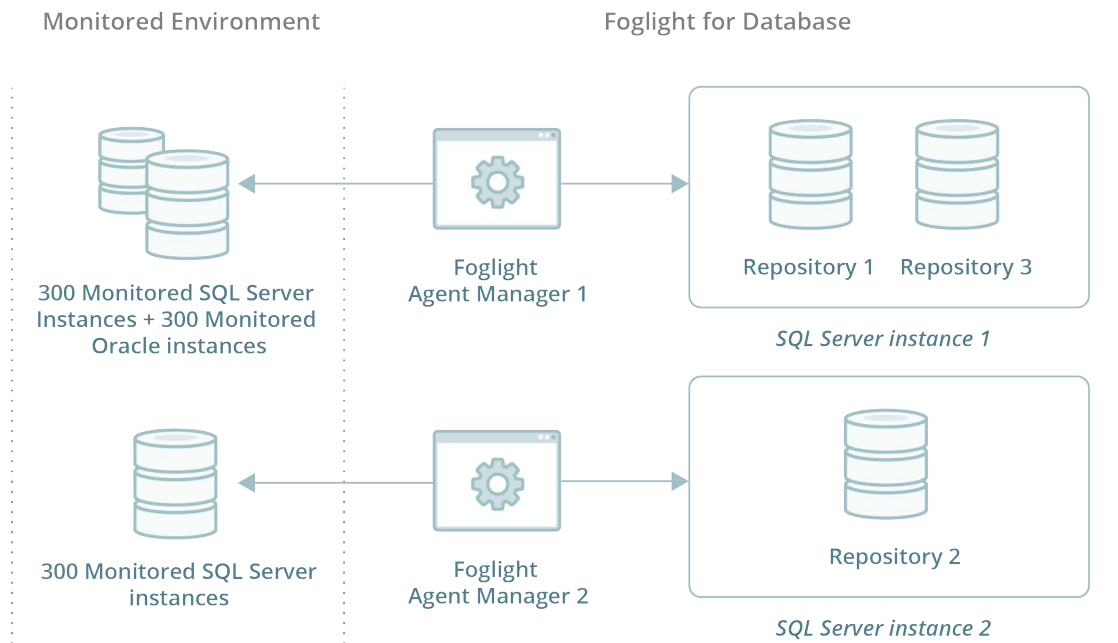 Monitored Environment
Foglight for Database
300 Monitored SQL Server
Instances + 300 Monitored
Oracle instances
Foglight
Agent Manager 1
Repository 1
Repository 3
SQL Server instance 1
300 Monitored SQL Server
instances
Foglight
Agent Manager 2
Repository 2
SQL Server instance 2